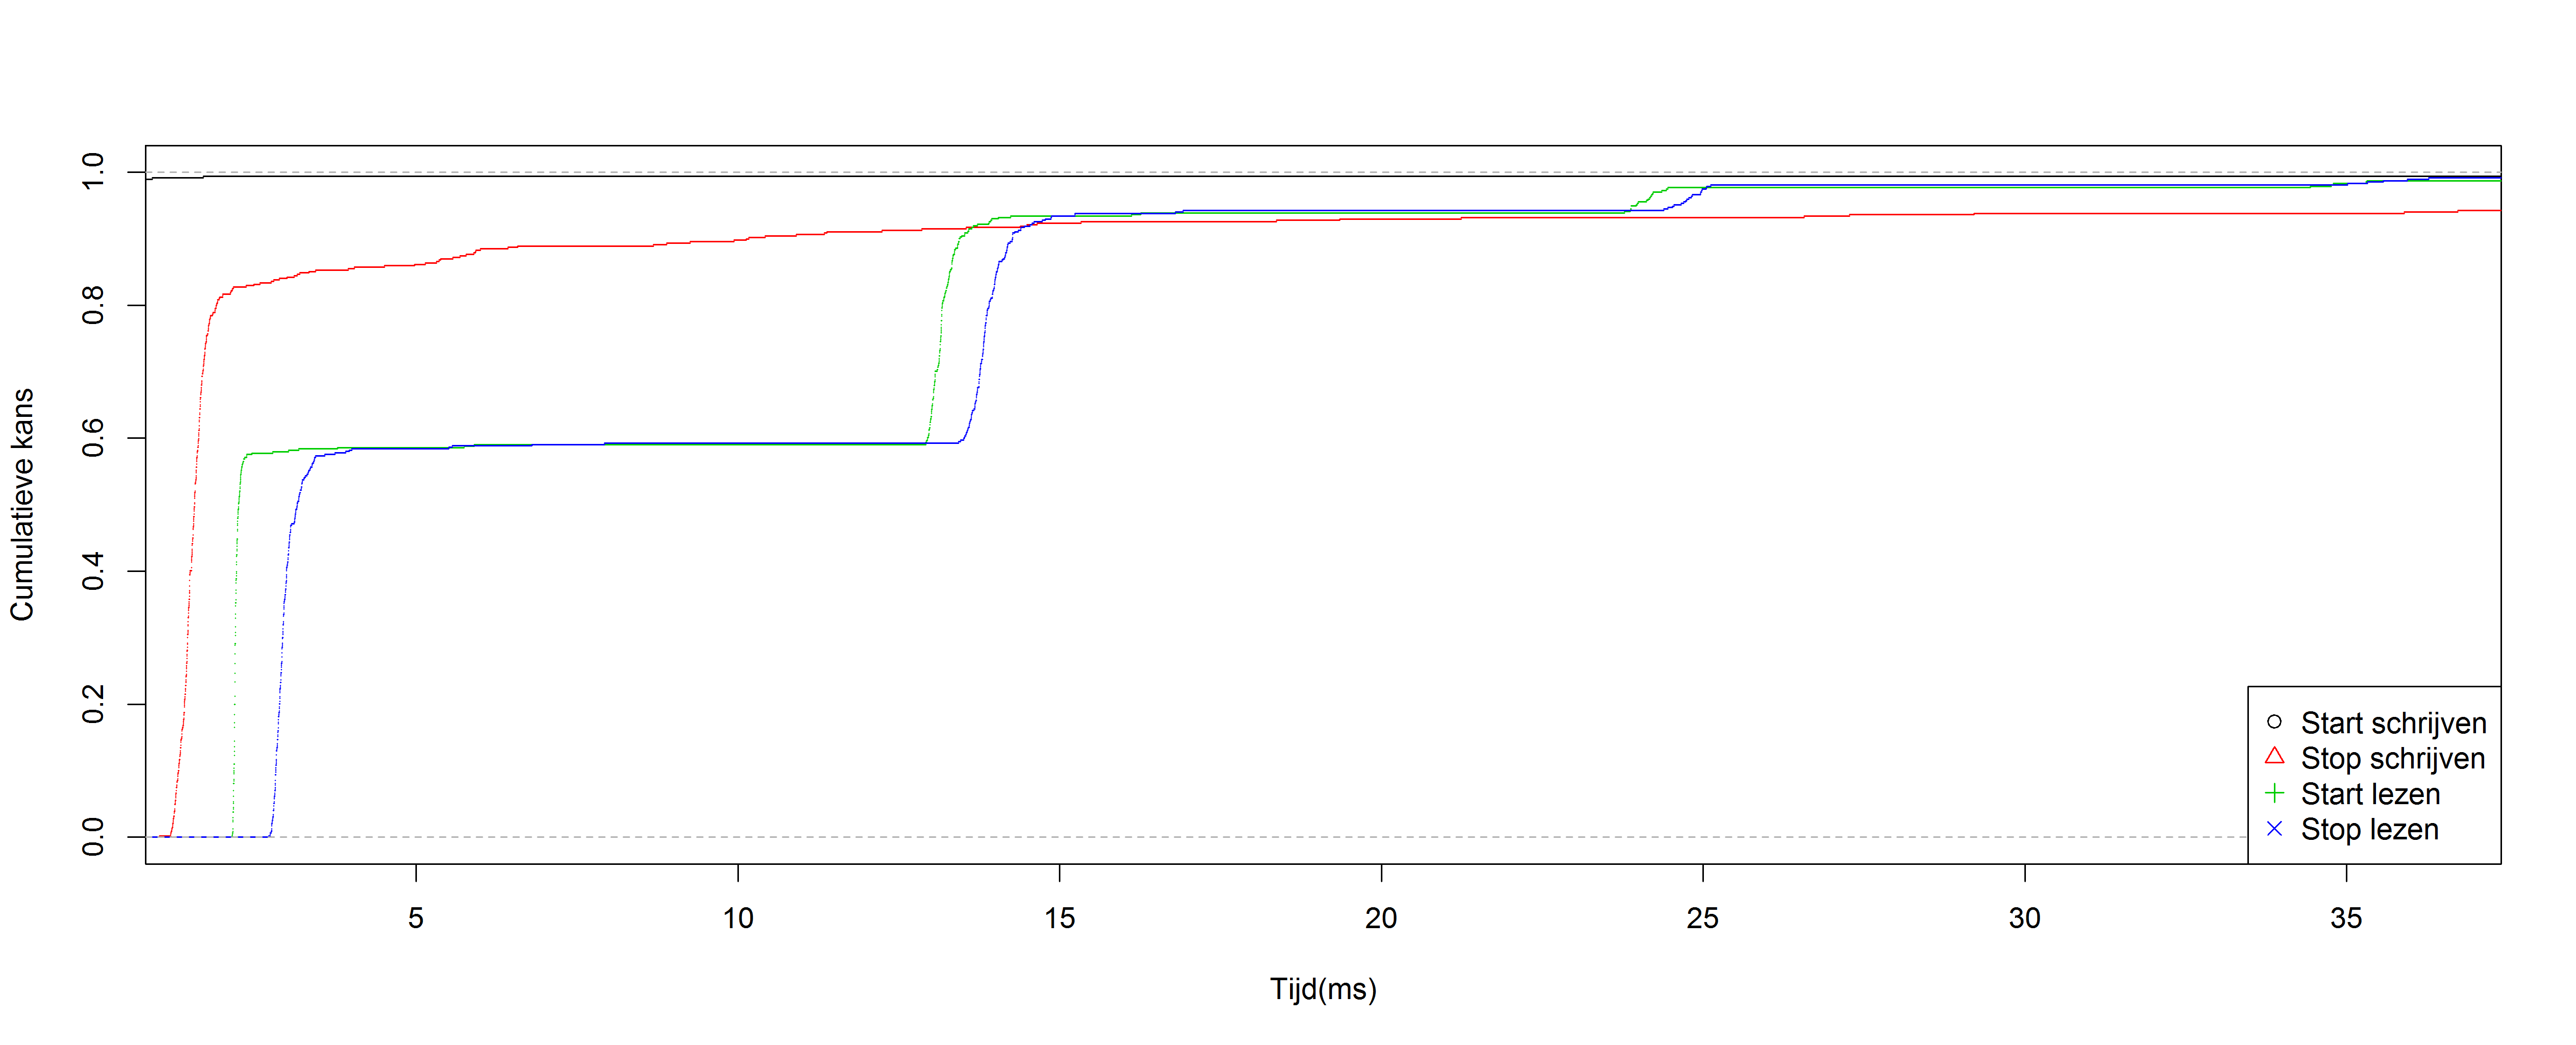 Cumulatieve kans
1.0
0.8
0.6
0.4
0.2
0.0
5 10 15 20 25 30 35
Tijd(ms)
Start schrijven
Stop schrijven
Start lezen
Stop lezen